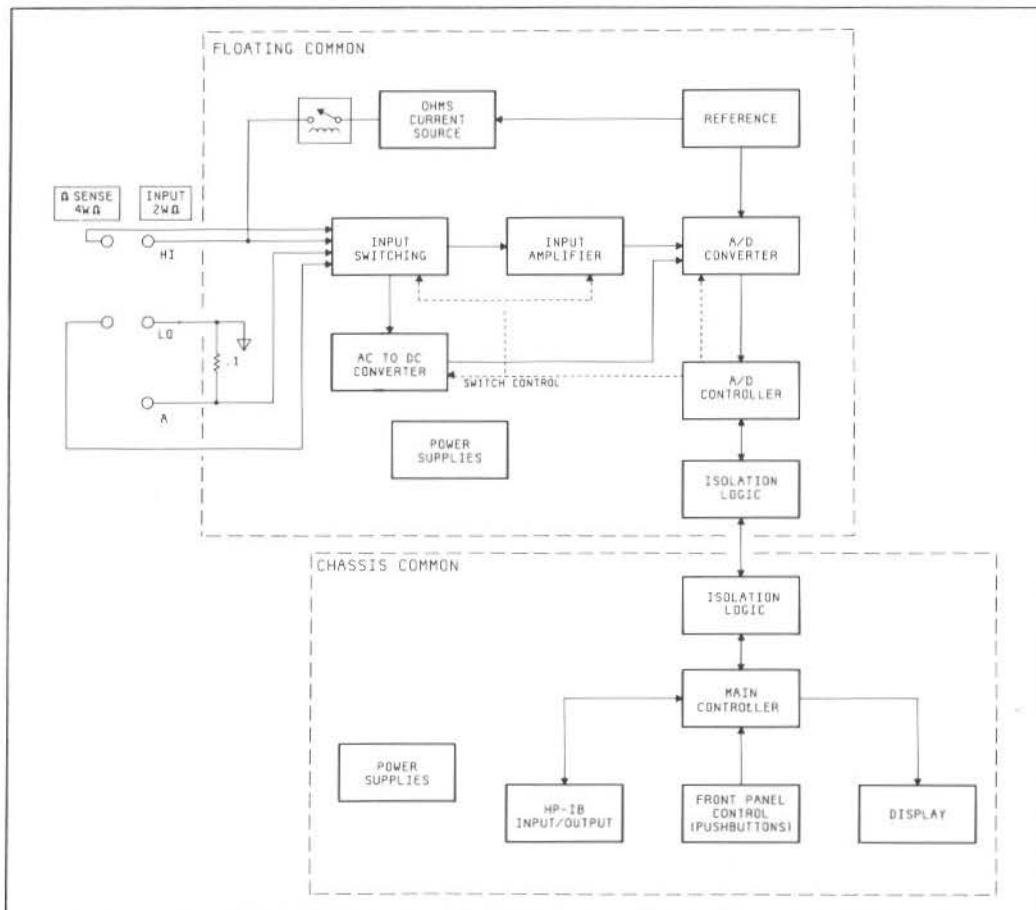 FLOATING COMMON
OHMS
CURRENT
SOURCE
REFERENCE
Ω SENSE
4WΩ
INPUT
2WΩ
HI
INPUT
SWITCHING
INPUT
AMPLIFIER
A/D
CONVERTER
LO
.1
AC TO DC
CONVERTER
SWITCH CONTROL
A/D
CONTROLLER
A
POWER
SUPPLIES
ISOLATION
LOGIC
CHASSIS COMMON
ISOLATION
LOGIC
MAIN
CONTROLLER
POWER
SUPPLIES
HP-IB
INPUT/OUTPUT
FRONT PANEL
CONTROL
(PUSHBUTTONS)
DISPLAY